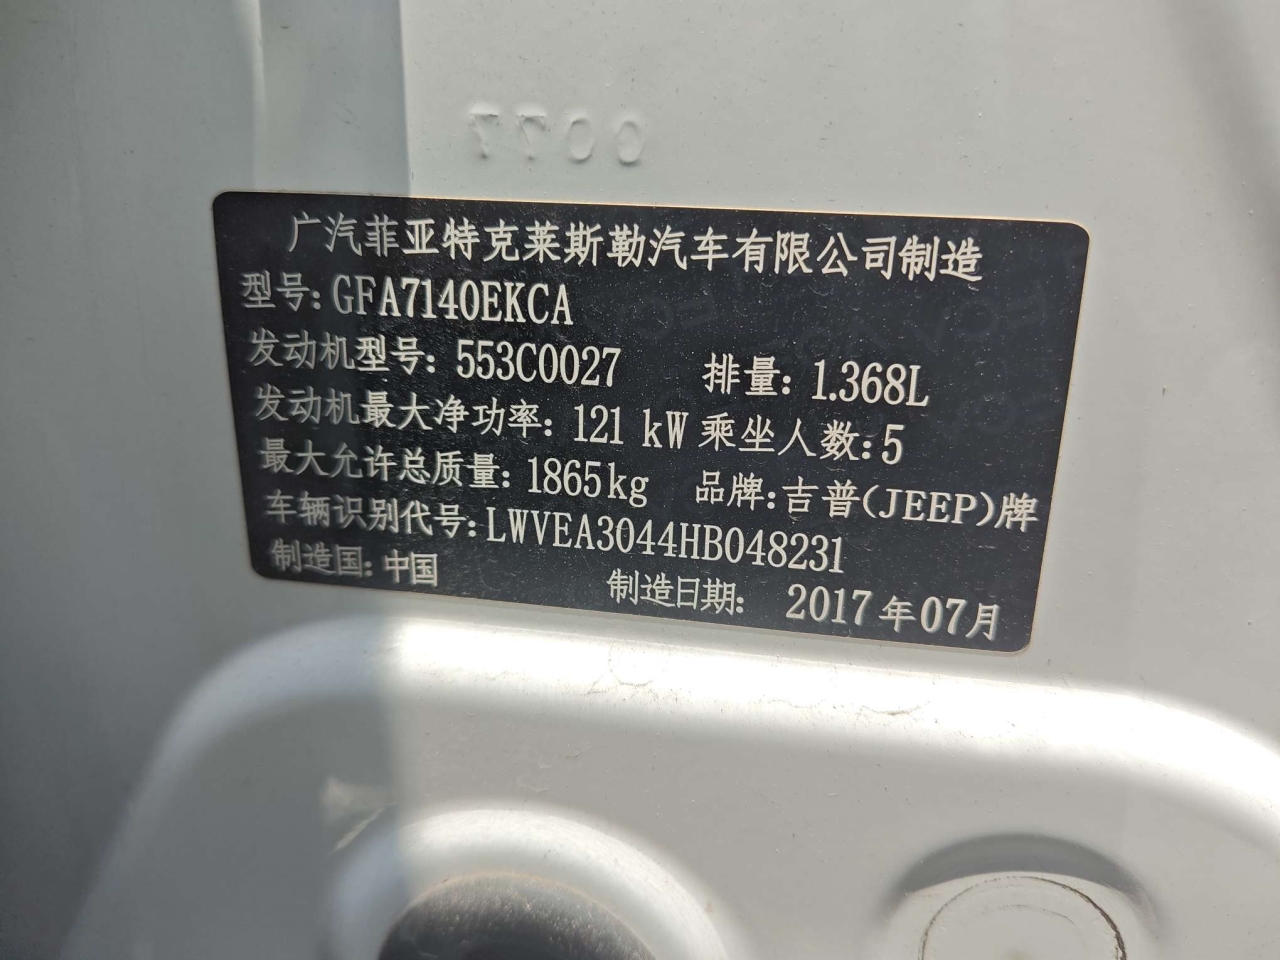 7700
广汽菲亚特克莱斯勒汽车有限公司制造
型号: GFA7140EKCA
发动机型号: 553C0027 排量: 1.368L
发动机最大净功率: 121 kW 乘坐人数: 5
最大允许总质量: 1865kg 品牌: 吉普(JEEP)牌
车辆识别代号: LWVEA3044HB048231
制造国: 中国 制造日期: 2017年07月